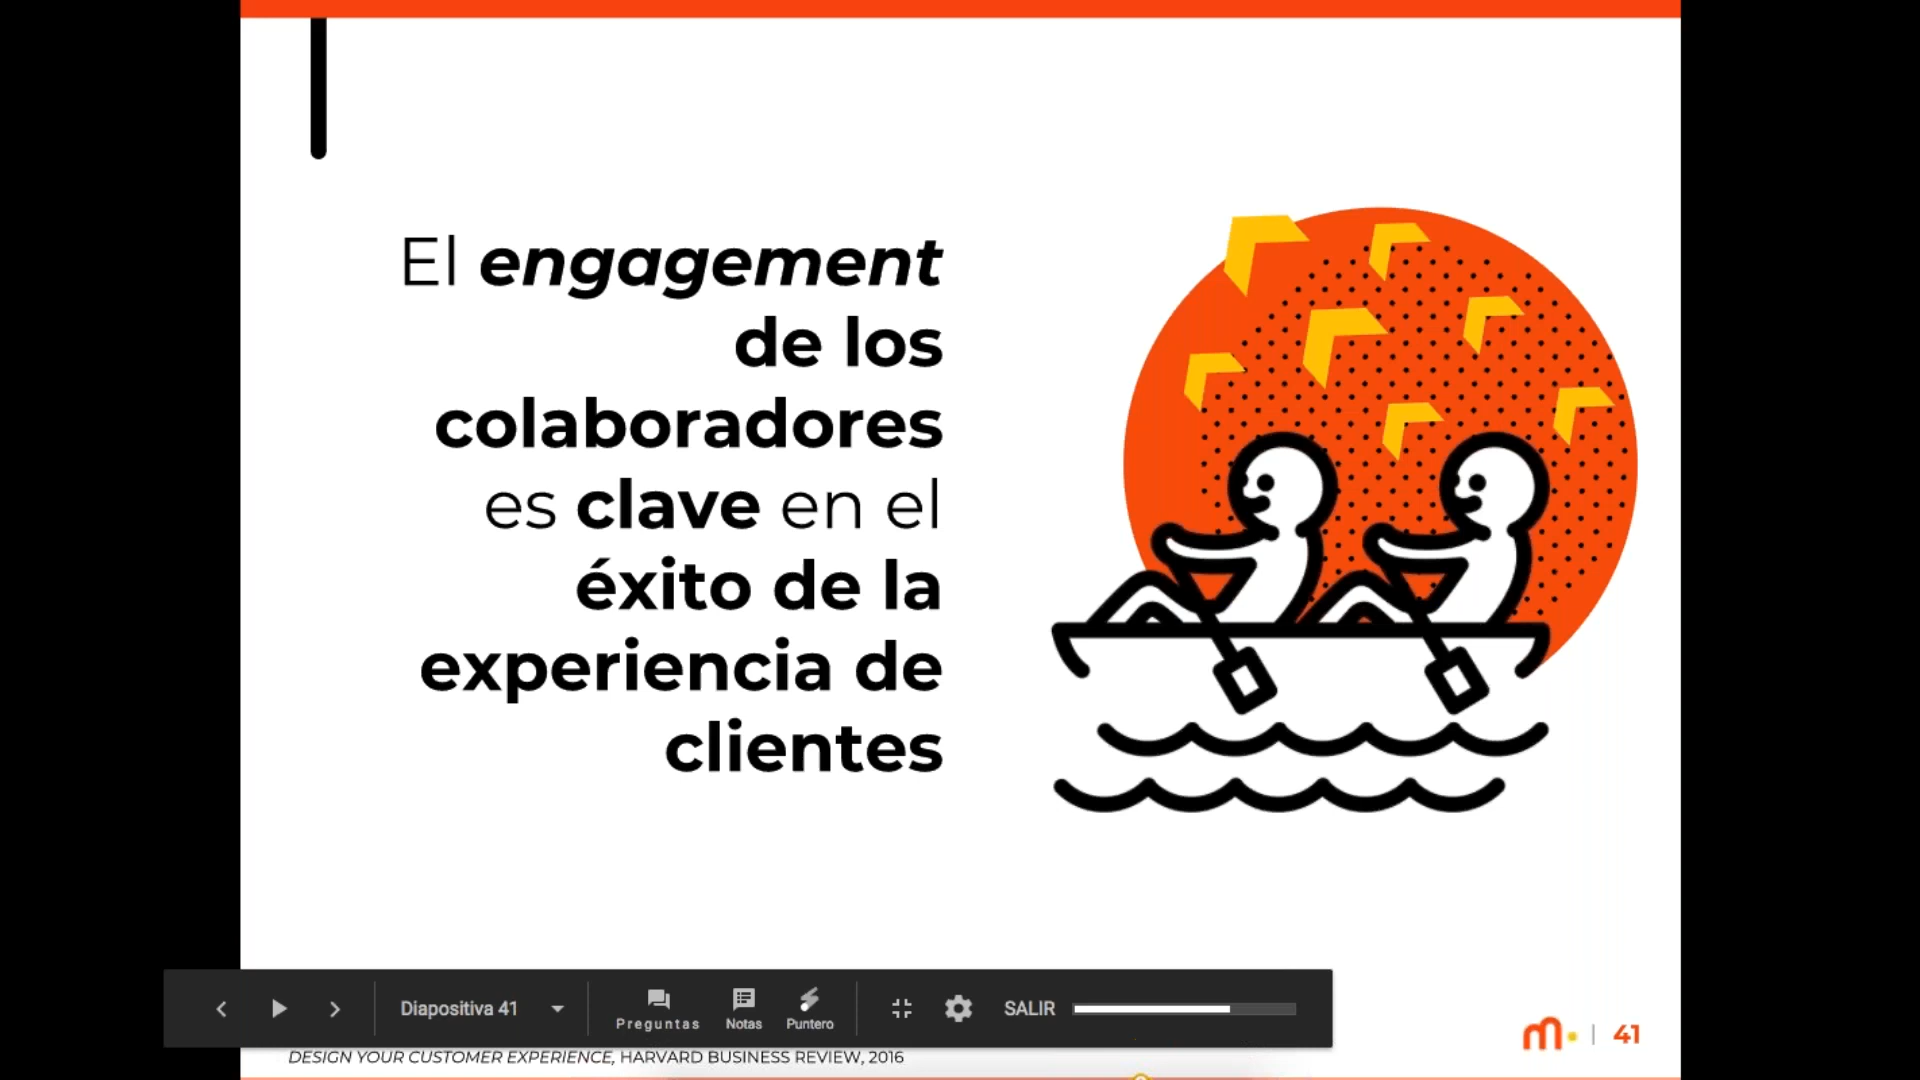 El engagement
de los
colaboradores
es clave en el
éxito de la
experiencia de
clientes
Diapositiva 41
Preguntas
Notas
Puntero
SALIR
DESIGN YOUR CUSTOMER EXPERIENCE, HARVARD BUSINESS REVIEW, 2016
m. | 41